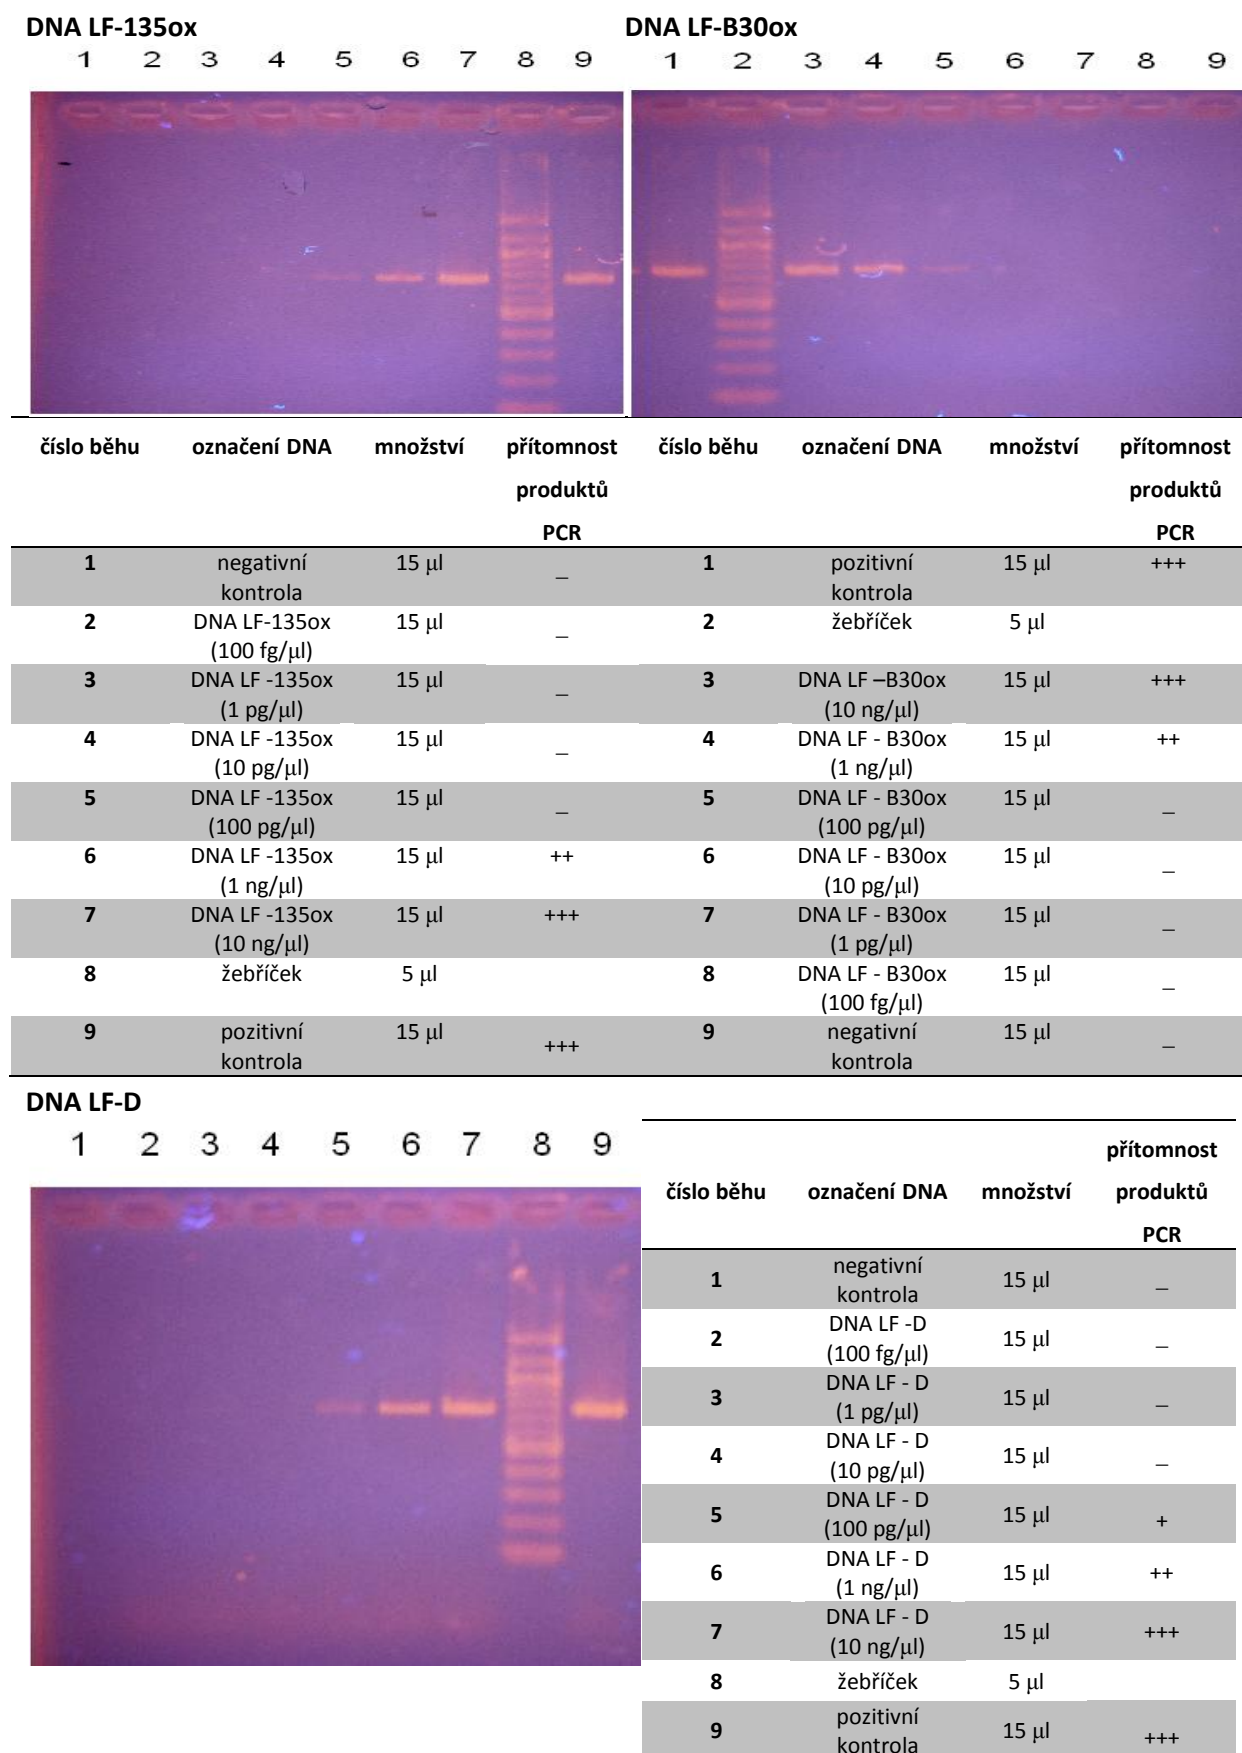 DNA LF-135ox
1 2 3 4 5 6 7 8 9
DNA LF-B30ox
1 2 3 4 5 6 7 8 9
číslo běhu označení DNA množství přítomnost
produktů
PCR
1 negativní 15 µl _
kontrola
2 DNA LF-135ox 15 µl _
(100 fg/µl)
3 DNA LF -135ox 15 µl _
(1 pg/µl)
4 DNA LF -135ox 15 µl _
(10 pg/µl)
5 DNA LF -135ox 15 µl _
(100 pg/µl)
6 DNA LF -135ox 15 µl ++
(1 ng/µl)
7 DNA LF -135ox 15 µl +++
(10 ng/µl)
8 žebříček 5 µl
9 pozitivní 15 µl +++
kontrola
číslo běhu označení DNA množství přítomnost
produktů
PCR
1 pozitivní 15 µl +++
kontrola
2 žebříček 5 µl
3 DNA LF –B30ox 15 µl +++
(10 ng/µl)
4 DNA LF - B30ox 15 µl ++
(1 ng/µl)
5 DNA LF - B30ox 15 µl _
(100 pg/µl)
6 DNA LF - B30ox 15 µl _
(10 pg/µl)
7 DNA LF - B30ox 15 µl _
(1 pg/µl)
8 DNA LF - B30ox 15 µl _
(100 fg/µl)
9 negativní 15 µl _
kontrola
DNA LF-D
1 2 3 4 5 6 7 8 9
přítomnost
číslo běhu označení DNA množství produktů
PCR
1 negativní 15 µl _
kontrola
2 DNA LF -D 15 µl _
(100 fg/µl)
3 DNA LF - D 15 µl _
(1 pg/µl)
4 DNA LF - D 15 µl _
(10 pg/µl)
5 DNA LF - D 15 µl +
(100 pg/µl)
6 DNA LF - D 15 µl ++
(1 ng/µl)
7 DNA LF - D 15 µl +++
(10 ng/µl)
8 žebříček 5 µl
9 pozitivní 15 µl +++
kontrola